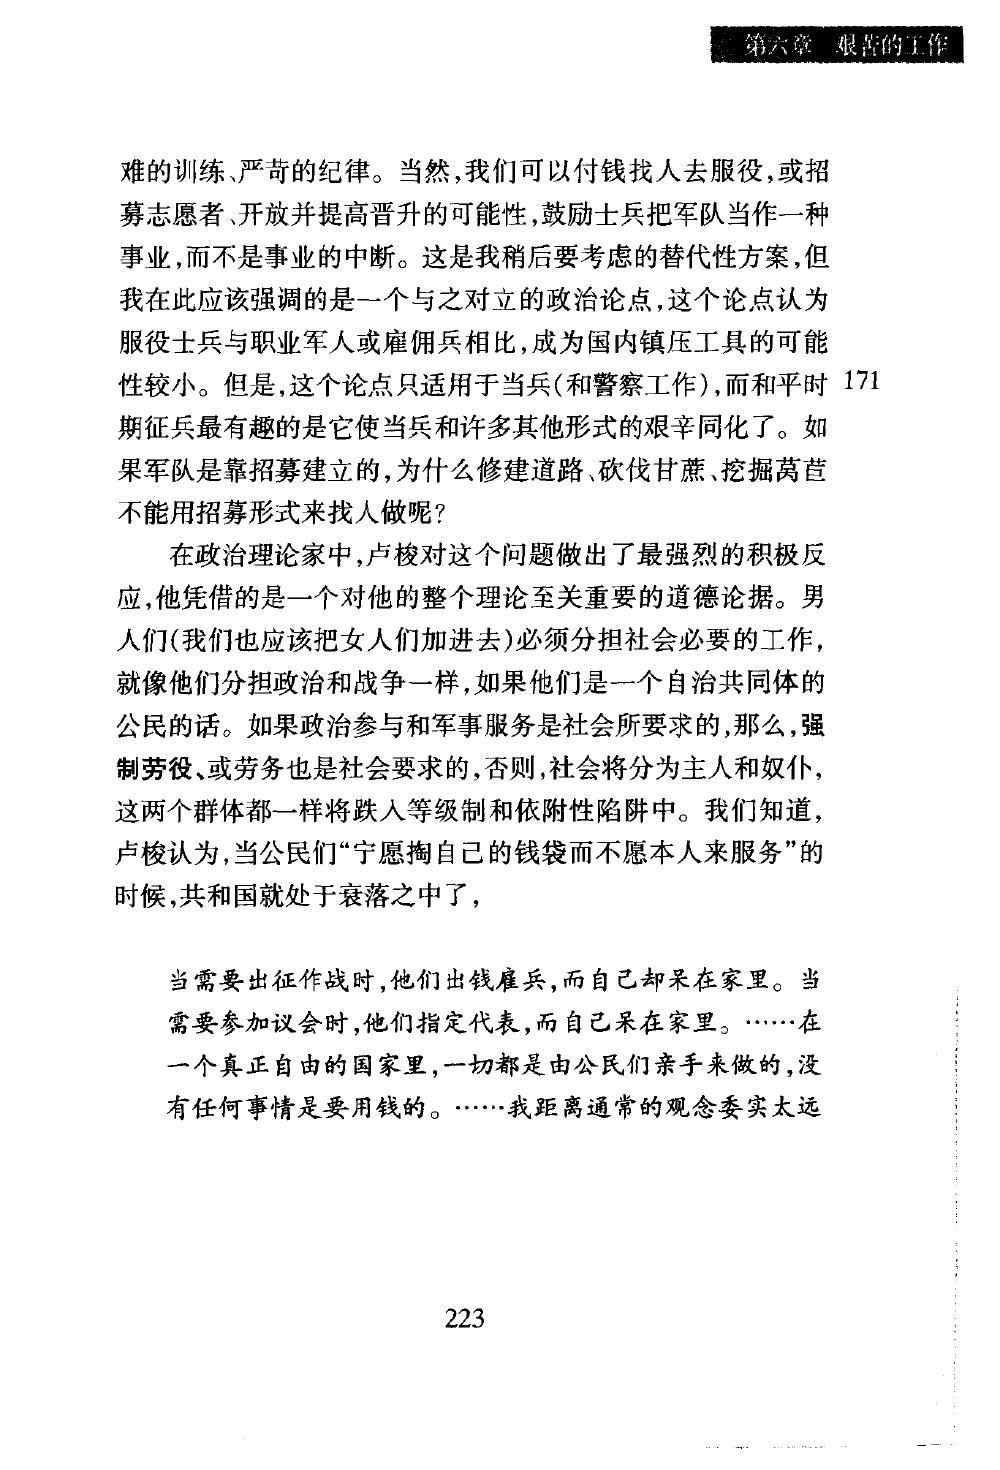 第六章 艰苦的工作
难的训练、严苛的纪律。当然,我们可以付钱找人去服役,或招
募志愿者、开放并提高晋升的可能性,鼓励士兵把军队当作一种
事业,而不是事业的中断。这是我稍后要考虑的替代性方案,但
我在此应该强调的是一个与之对立的政治论点,这个论点认为
服役士兵与职业军人或雇佣兵相比,成为国内镇压工具的可能
性较小。但是,这个论点只适用于当兵(和警察工作),而和平时 171
期征兵最有趣的是它使当兵和许多其他形式的艰辛同化了。如
果军队是靠招募建立的,为什么修建道路、砍伐甘蔗、挖掘莴苣
不能用招募形式来找人做呢?
在政治理论家中,卢梭对这个问题做出了最强烈的积极反
应,他凭借的是一个对他的整个理论至关重要的道德论据。男
人们(我们也应该把女人们加进去)必须分担社会必要的工作,
就像他们分担政治和战争一样,如果他们是一个自治共同体的
公民的话。如果政治参与和军事服务是社会所要求的,那么,强
制劳役、或劳务也是社会要求的,否则,社会将分为主人和奴仆,
这两个群体都一样将跌入等级制和依附性陷阱中。我们知道,
卢梭认为,当公民们“宁愿掏自己的钱袋而不愿本人来服务”的
时候,共和国就处于衰落之中了,
当需要出征作战时,他们出钱雇兵,而自己却呆在家里。当
需要参加议会时,他们指定代表,而自己呆在家里。……在
一个真正自由的国家里,一切都是由公民们亲手来做的,没
有任何事情是要用钱的。……我距离通常的观念委实太远
223